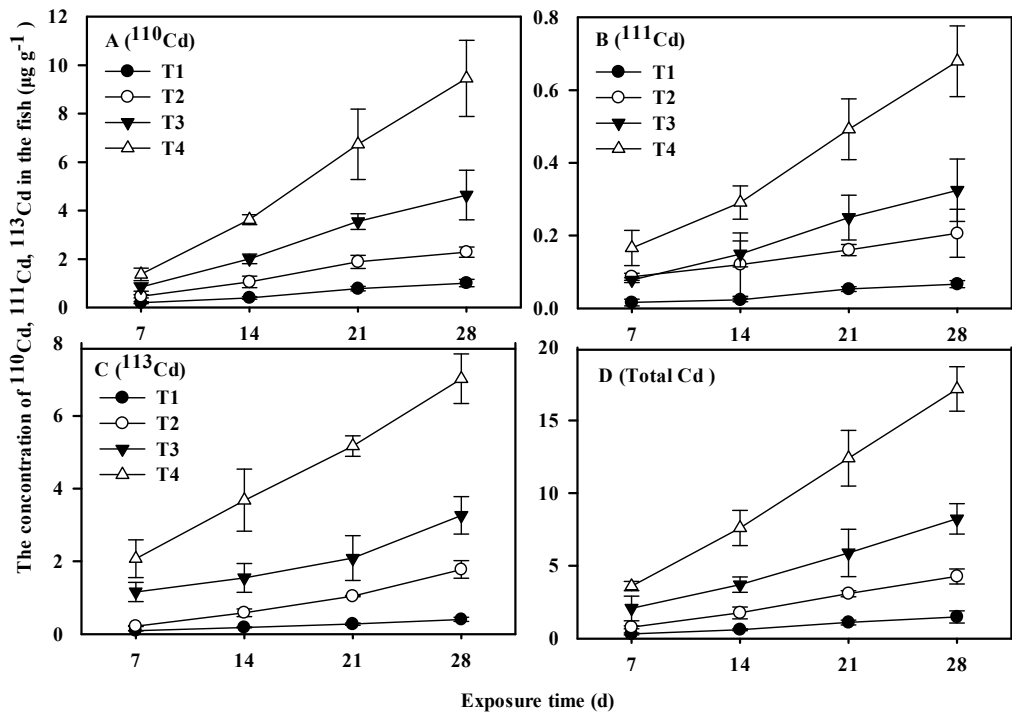 The concentration of ¹¹⁰Cd, ¹¹¹Cd, ¹¹³Cd in the fish (µg g⁻¹)
A (¹¹⁰Cd)
T1
T2
T3
T4
12
10
8
6
4
2
0
7 14 21 28
B (¹¹¹Cd)
T1
T2
T3
T4
0.8
0.6
0.4
0.2
0.0
7 14 21 28
C (¹¹³Cd)
T1
T2
T3
T4
8
6
4
2
0
7 14 21 28
D (Total Cd )
20
15
10
5
0
7 14 21 28
Exposure time (d)